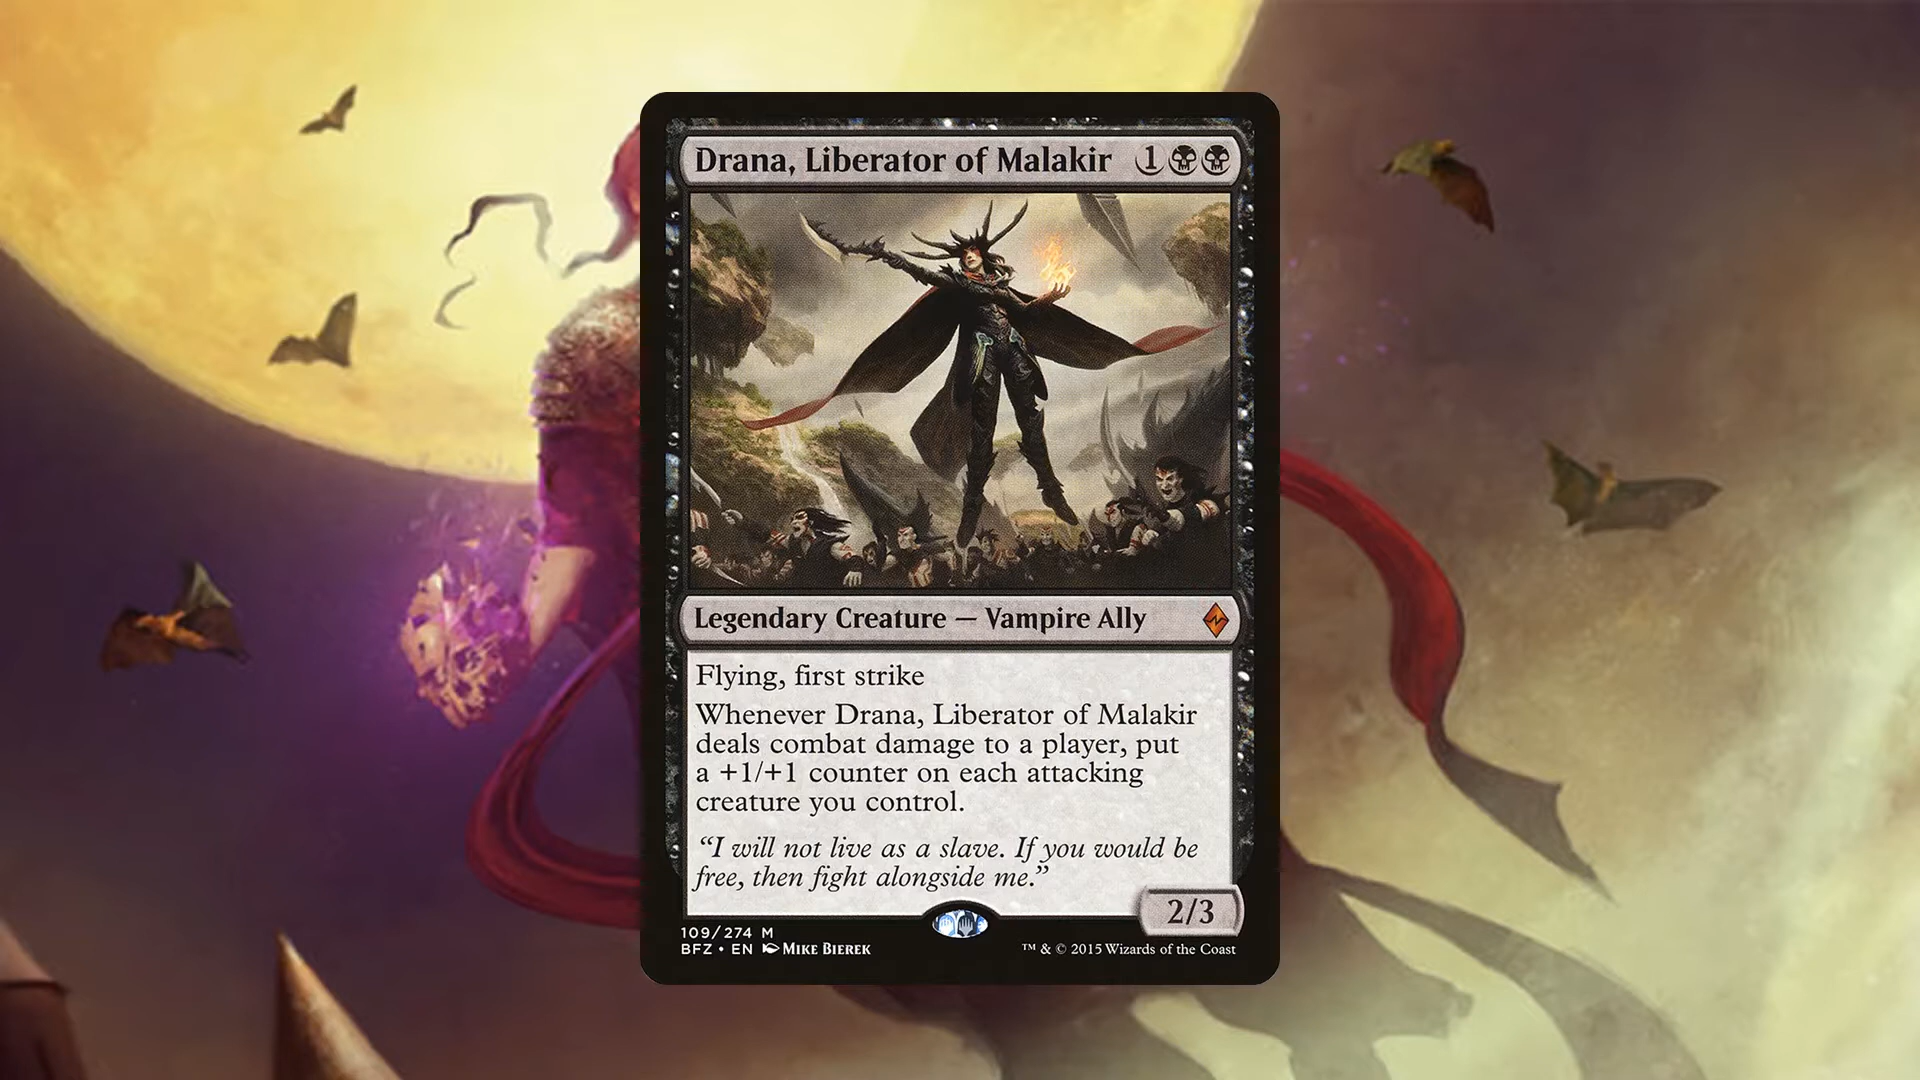 Drana, Liberator of Malakir 1
Legendary Creature — Vampire Ally
Flying, first strike
Whenever Drana, Liberator of Malakir
deals combat damage to a player, put
a +1/+1 counter on each attacking
creature you control.
“I will not live as a slave. If you would be
free, then fight alongside me.”
2/3
109/274 M
BFZ • EN MIKE BIEREK
™ & © 2015 Wizards of the Coast